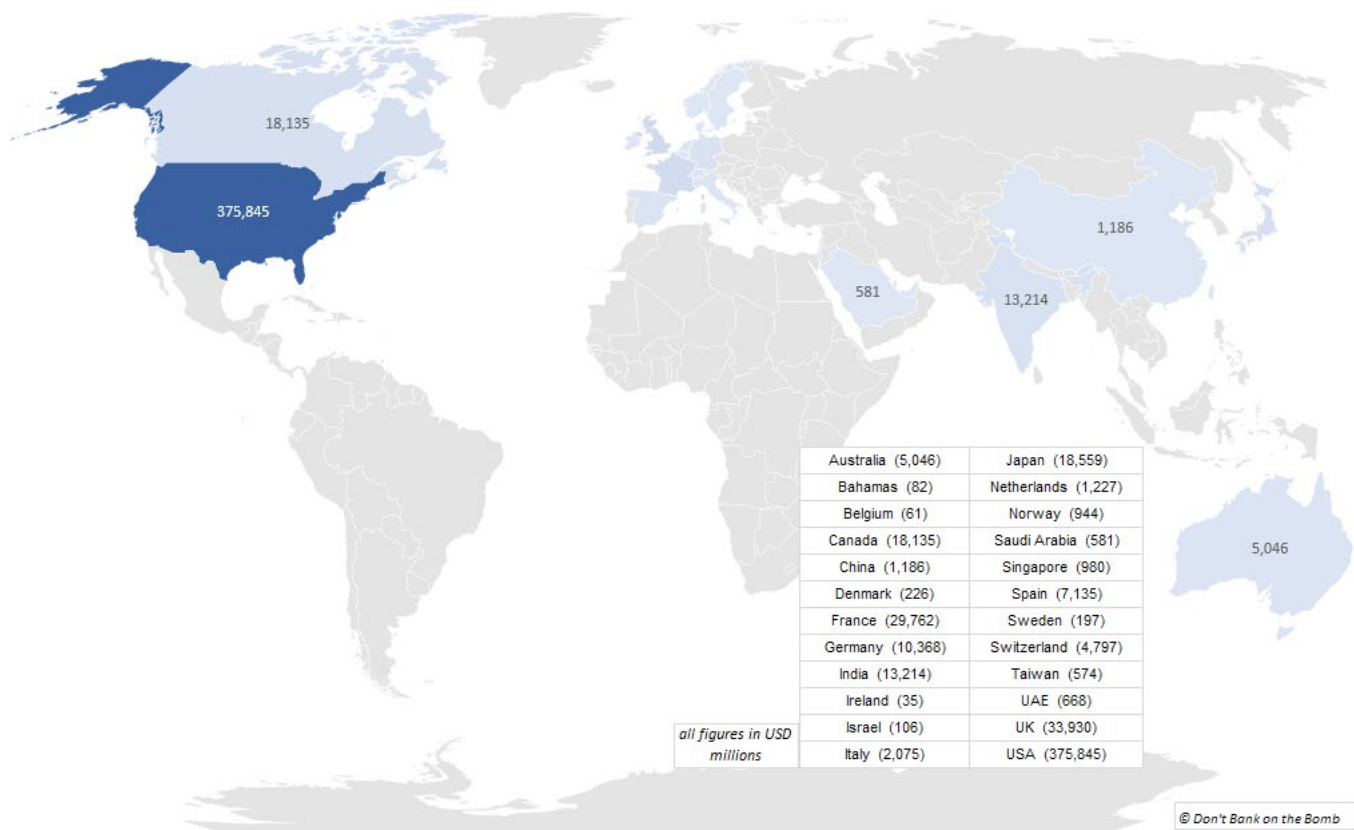 18,135
375,845
1,186
581
13,214
5,046
Australia (5,046) Japan (18,559)
Bahamas (82) Netherlands (1,227)
Belgium (61) Norway (944)
Canada (18,135) Saudi Arabia (581)
China (1,186) Singapore (980)
Denmark (226) Spain (7,135)
France (29,762) Sweden (197)
Germany (10,368) Switzerland (4,797)
India (13,214) Taiwan (574)
Ireland (35) UAE (668)
Israel (106) UK (33,930)
Italy (2,075) USA (375,845)
all figures in USD
millions
© Don't Bank on the Bomb